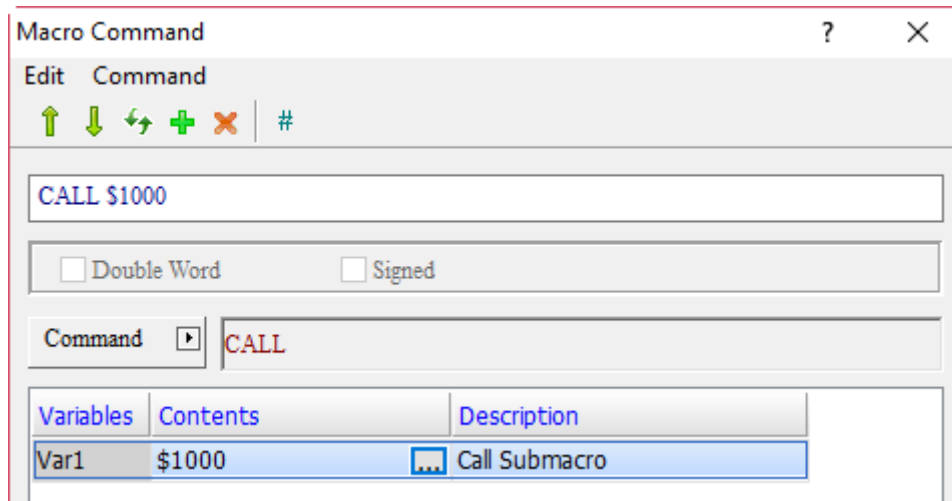 Macro Command ?
Edit Command
#
CALL $1000
Double Word Signed
Command CALL
Variables Contents Description
Var1 $1000 ... Call Submacro